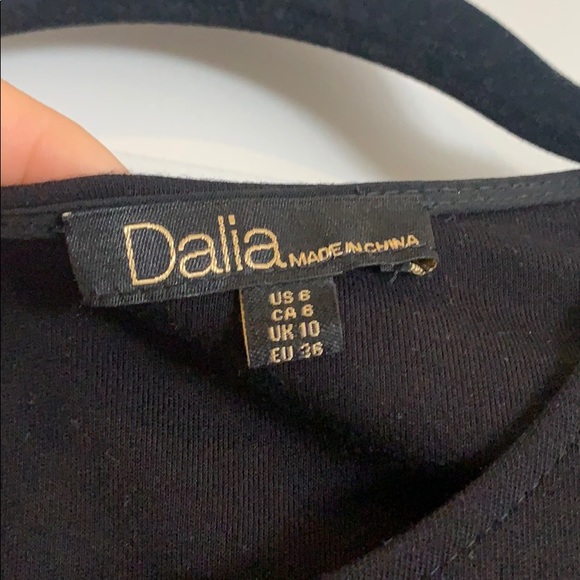 Dalia
MADE IN CHINA
US 6
CA 6
UK 10
EU 36